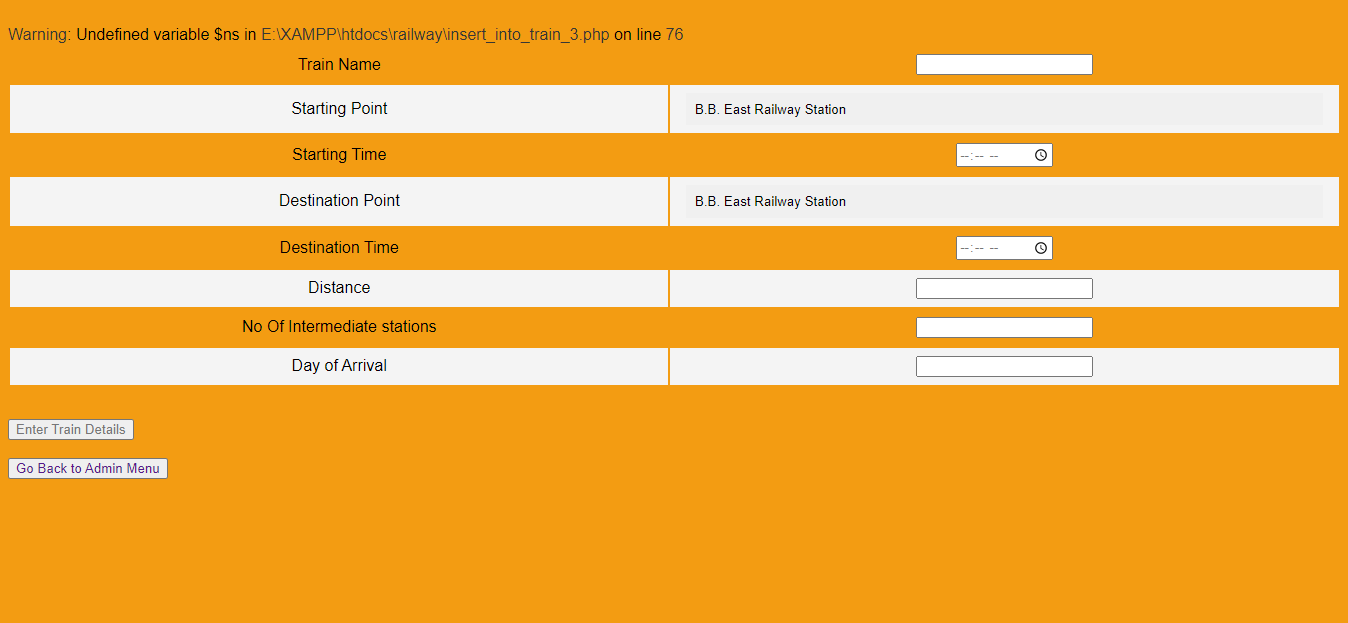 Warning: Undefined variable $ns in E:\XAMPP\htdocs\railway\insert_into_train_3.php on line 76
Train Name
Starting Point B.B. East Railway Station
Starting Time --:-- --
Destination Point B.B. East Railway Station
Destination Time --:-- --
Distance
No Of Intermediate stations
Day of Arrival
Enter Train Details
Go Back to Admin Menu